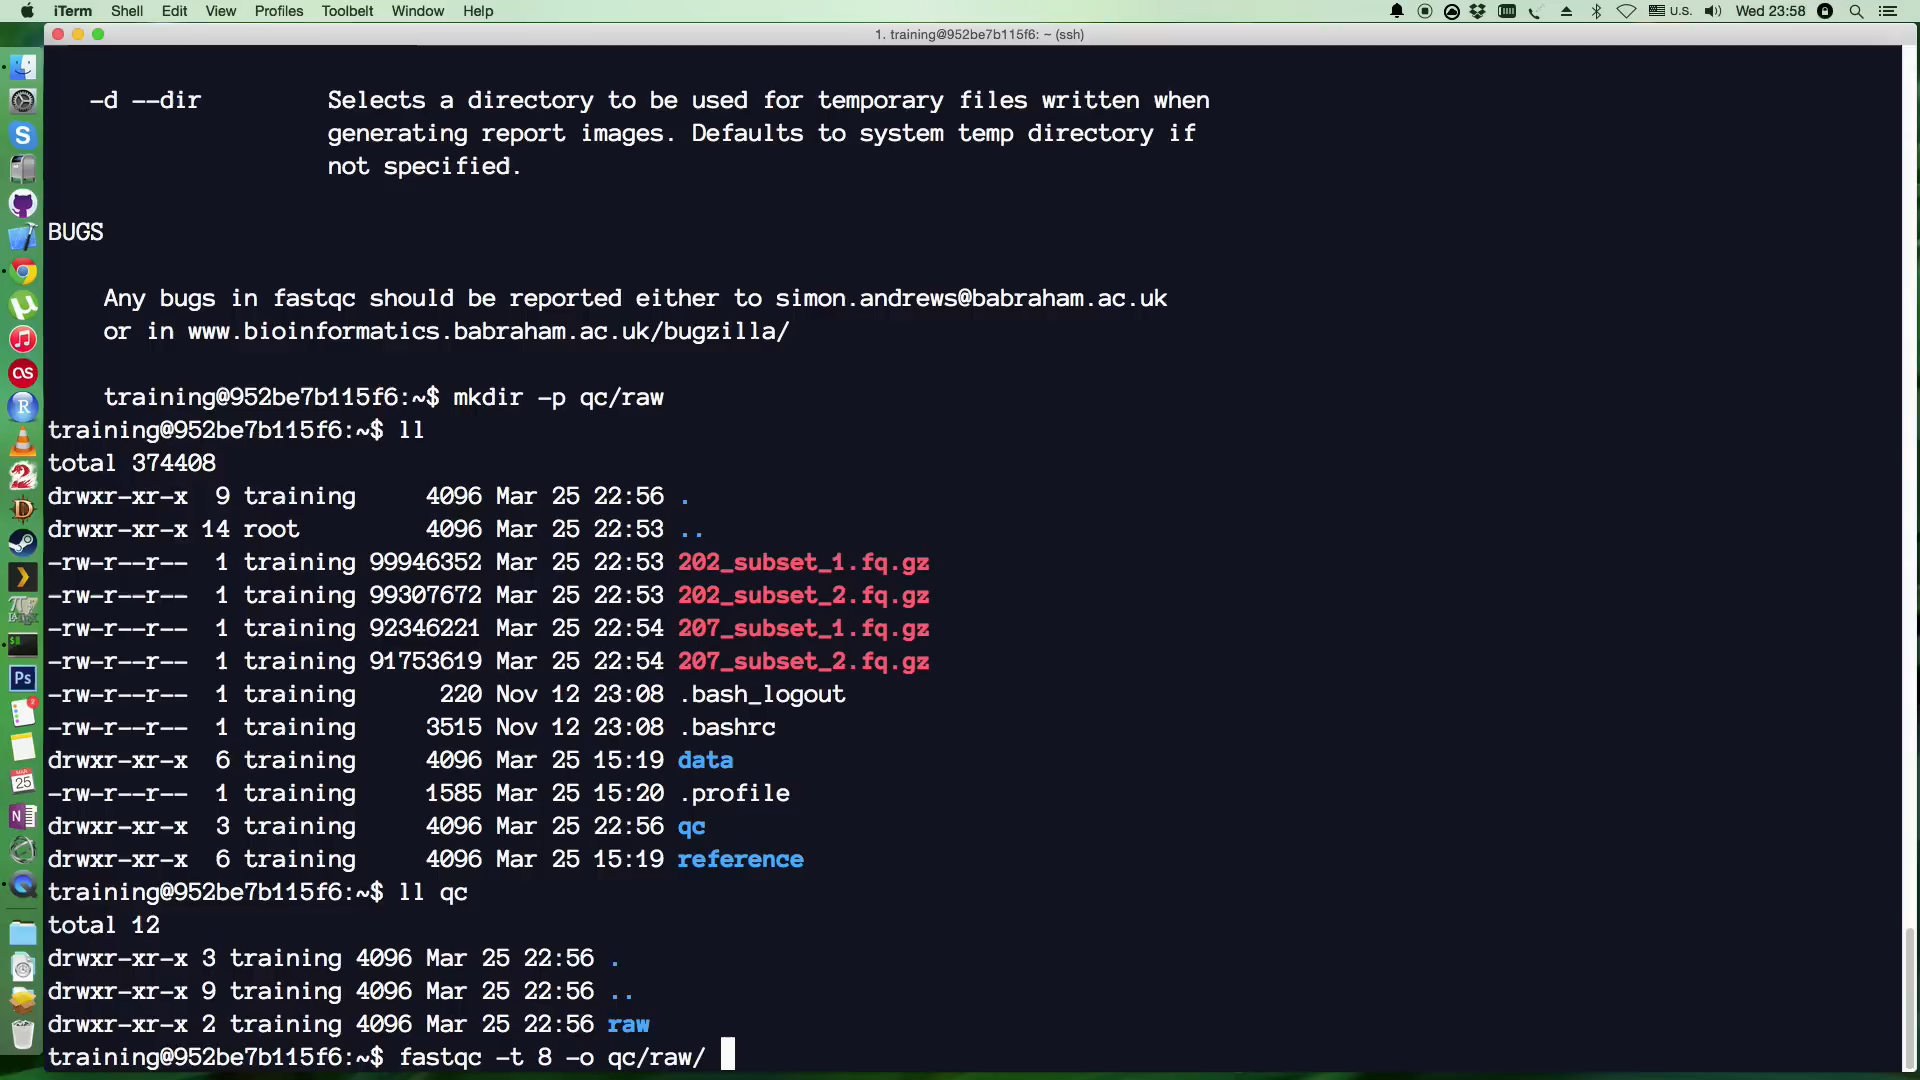 iTerm Shell Edit View Profiles Toolbelt Window Help U.S. Wed 23:58
1. training@952be7b115f6: ~ (ssh)
-d --dir Selects a directory to be used for temporary files written when
generating report images. Defaults to system temp directory if
not specified.
BUGS
Any bugs in fastqc should be reported either to simon.andrews@babraham.ac.uk
or in www.bioinformatics.babraham.ac.uk/bugzilla/
training@952be7b115f6:~$ mkdir -p qc/raw
training@952be7b115f6:~$ ll
total 374408
drwxr-xr-x 9 training 4096 Mar 25 22:56 .
drwxr-xr-x 14 root 4096 Mar 25 22:53 ..
-rw-r--r-- 1 training 99946352 Mar 25 22:53 202_subset_1.fq.gz
-rw-r--r-- 1 training 99307672 Mar 25 22:53 202_subset_2.fq.gz
-rw-r--r-- 1 training 92346221 Mar 25 22:54 207_subset_1.fq.gz
-rw-r--r-- 1 training 91753619 Mar 25 22:54 207_subset_2.fq.gz
-rw-r--r-- 1 training 220 Nov 12 23:08 .bash_logout
-rw-r--r-- 1 training 3515 Nov 12 23:08 .bashrc
drwxr-xr-x 6 training 4096 Mar 25 15:19 data
-rw-r--r-- 1 training 1585 Mar 25 15:20 .profile
drwxr-xr-x 3 training 4096 Mar 25 22:56 qc
drwxr-xr-x 6 training 4096 Mar 25 15:19 reference
training@952be7b115f6:~$ ll qc
total 12
drwxr-xr-x 3 training 4096 Mar 25 22:56 .
drwxr-xr-x 9 training 4096 Mar 25 22:56 ..
drwxr-xr-x 2 training 4096 Mar 25 22:56 raw
training@952be7b115f6:~$ fastqc -t 8 -o qc/raw/